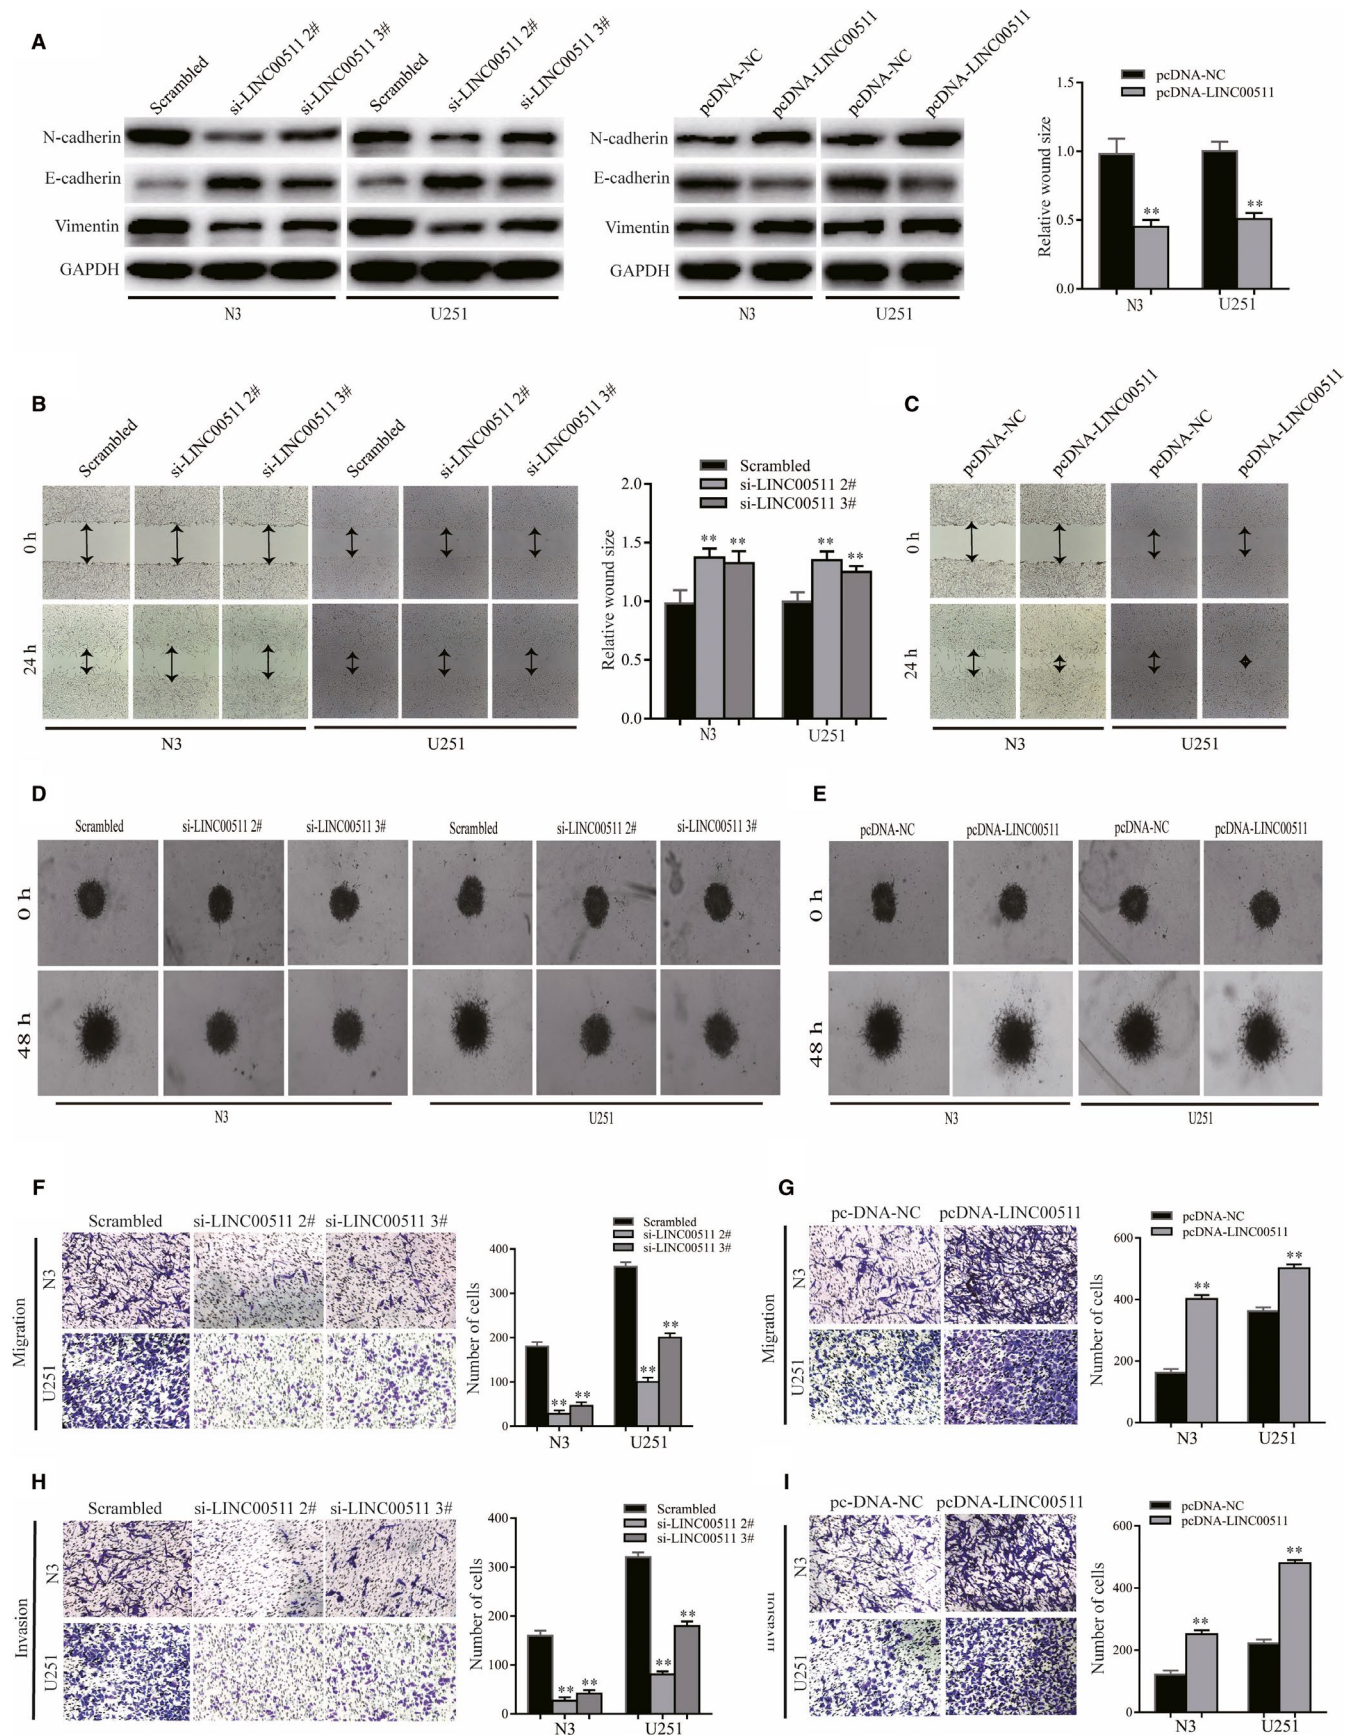 A
Scrambled
si-LINC00511 2#
si-LINC00511 3#
Scrambled
si-LINC00511 2#
si-LINC00511 3#
N-cadherin
E-cadherin
Vimentin
GAPDH
N3
U251
pcDNA-NC
pcDNA-LINC00511
pcDNA-NC
pcDNA-LINC00511
N-cadherin
E-cadherin
Vimentin
GAPDH
N3
U251
pcDNA-NC
pcDNA-LINC00511
Relative wound size
1.5
1.0
0.5
0.0
**
**
N3
U251
B
Scrambled
si-LINC00511 2#
si-LINC00511 3#
Scrambled
si-LINC00511 2#
si-LINC00511 3#
0 h
24 h
N3
U251
Scrambled
si-LINC00511 2#
si-LINC00511 3#
Relative wound size
2.0
1.5
1.0
0.5
0.0
**
**
**
**
N3
U251
C
pcDNA-NC
pcDNA-LINC00511
pcDNA-NC
pcDNA-LINC00511
0 h
24 h
N3
U251
D
Scrambled
si-LINC00511 2#
si-LINC00511 3#
Scrambled
si-LINC00511 2#
si-LINC00511 3#
0 h
48 h
N3
U251
E
pcDNA-NC
pcDNA-LINC00511
pcDNA-NC
pcDNA-LINC00511
0 h
48 h
N3
U251
F
Scrambled
si-LINC00511 2#
si-LINC00511 3#
Migration
N3
U251
Scrambled
si-LINC00511 2#
si-LINC00511 3#
Number of cells
400
300
200
100
0
**
**
**
**
N3
U251
G
pc-DNA-NC
pcDNA-LINC00511
Migration
N3
U251
pcDNA-NC
pcDNA-LINC00511
Number of cells
600
400
200
0
**
**
N3
U251
H
Scrambled
si-LINC00511 2#
si-LINC00511 3#
Invasion
N3
U251
Scrambled
si-LINC00511 2#
si-LINC00511 3#
Number of cells
400
300
200
100
0
**
**
**
**
N3
U251
I
pc-DNA-NC
pcDNA-LINC00511
Invasion
N3
U251
pcDNA-NC
pcDNA-LINC00511
Number of cells
600
400
200
0
**
**
N3
U251